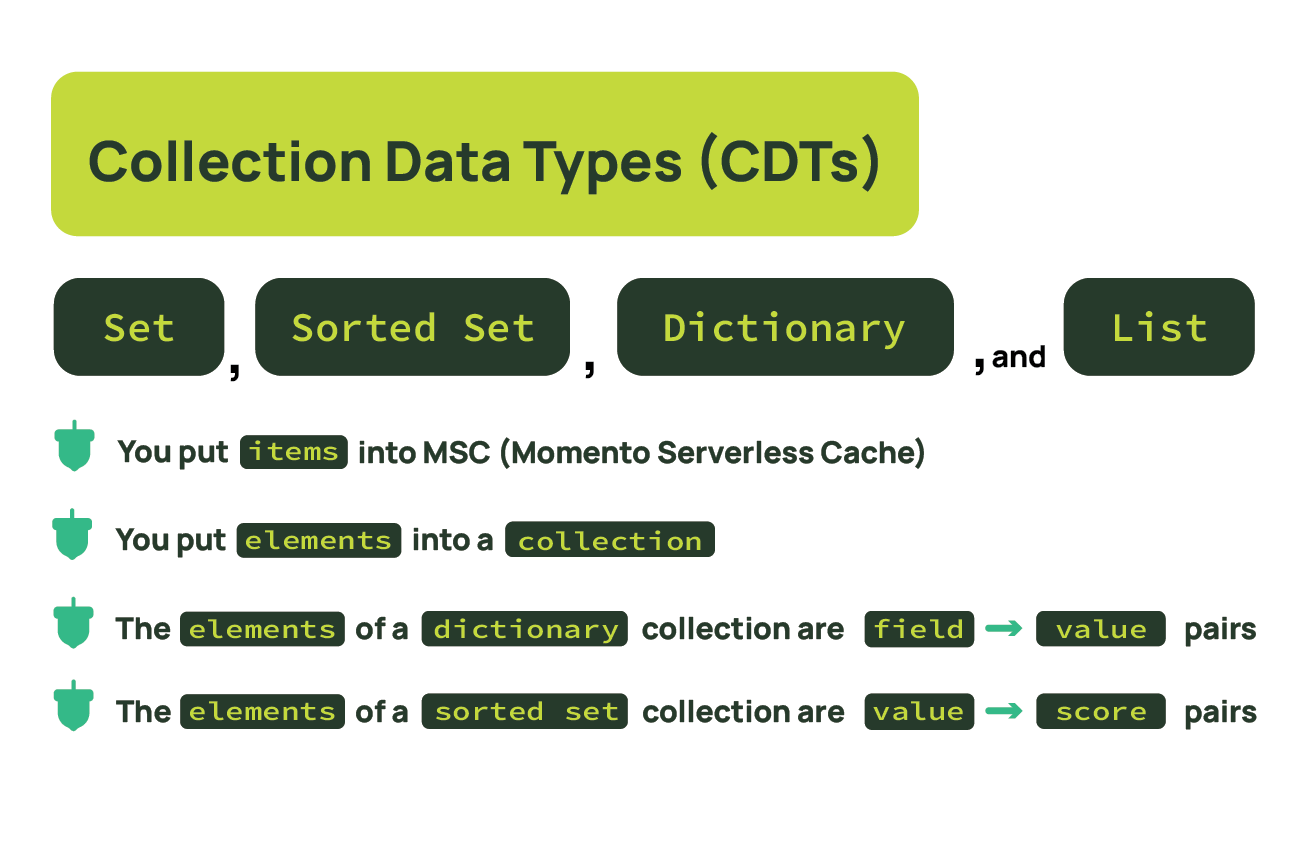 Collection Data Types (CDTs)
Set , Sorted Set , Dictionary , and List
You put items into MSC (Momento Serverless Cache)
You put elements into a collection
The elements of a dictionary collection are field → value pairs
The elements of a sorted set collection are value → score pairs